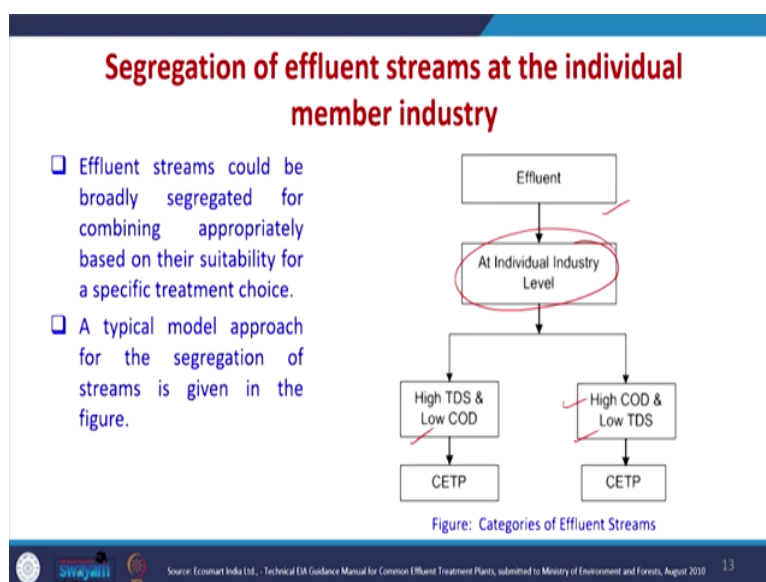 Segregation of effluent streams at the individual
member industry
Effluent streams could be
broadly segregated for
combining appropriately
based on their suitability for
a specific treatment choice.
A typical model approach
for the segregation of
streams is given in the
figure.
Effluent
At Individual Industry
Level
High TDS &
Low COD
High COD &
Low TDS
CETP
CETP
Figure: Categories of Effluent Streams
swayam
Source: Ecosmart India Ltd., - Technical EIA Guidance Manual for Common Effluent Treatment Plants, submitted to Ministry of Environment and Forests, August 2010
13